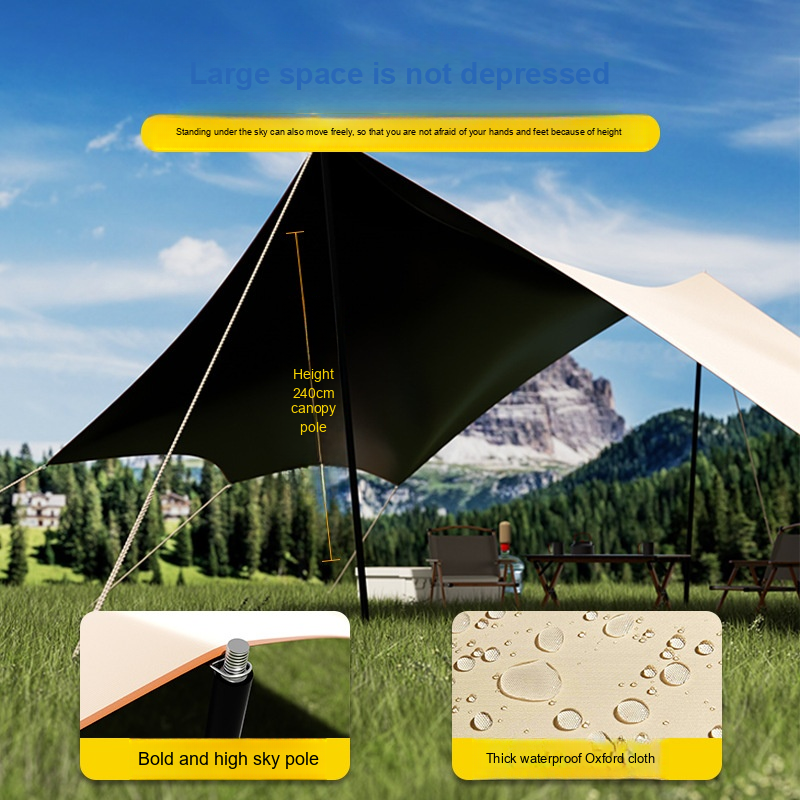 Large space is not depressed
Standing under the sky can also move freely, so that you are not afraid of your hands and feet because of height
Height
240cm
canopy
pole
Bold and high sky pole
Thick waterproof Oxford cloth